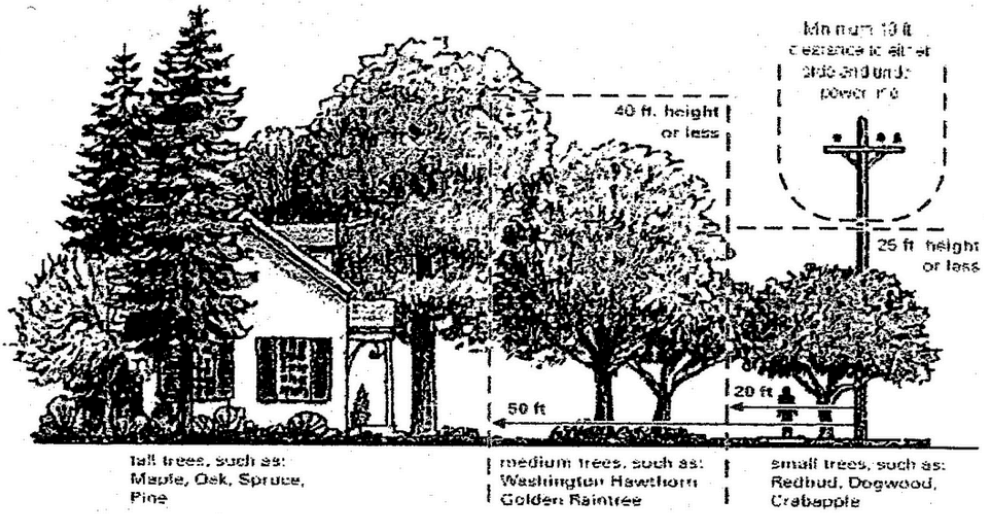 Minimum 10 ft
clearance to either
side and under
power line
40 ft. height
or less
25 ft height
or less
20 ft
50 ft
tall trees, such as:
Maple, Oak, Spruce,
Pine
medium trees, such as:
Washington Hawthorn
Golden Raintree
small trees, such as:
Redbud, Dogwood,
Crabapple